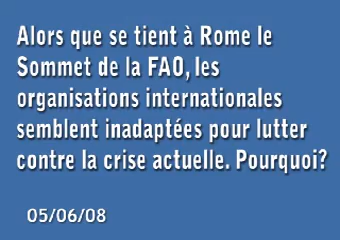 Alors que se tient à Rome le
Sommet de la FAO, les
organisations internationales
semblent inadaptées pour lutter
contre la crise actuelle. Pourquoi?
05/06/08